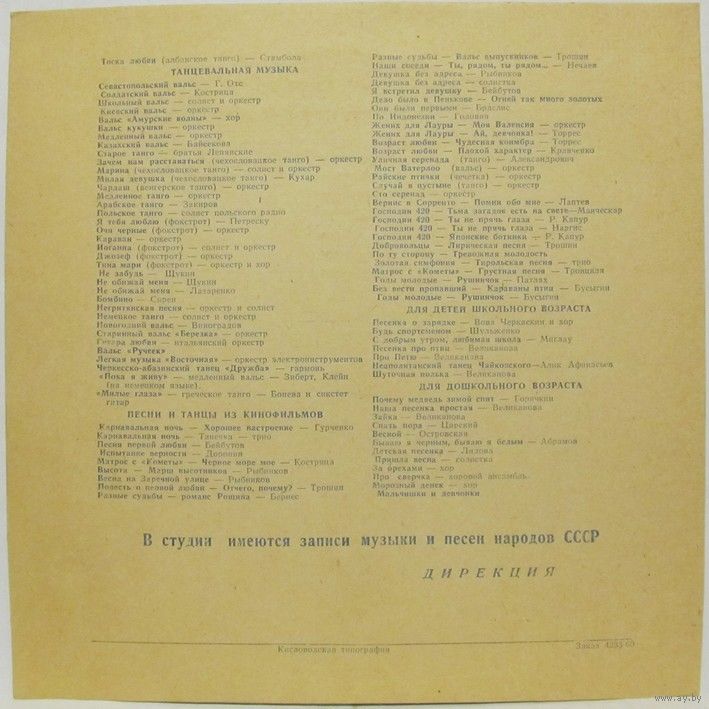 Тоска любви (албанское танго) — Стамбола
ТАНЦЕВАЛЬНАЯ МУЗЫКА
Севастопольский вальс — Г. Отс
Солдатский вальс — Кострица
Школьный вальс — солист и оркестр
Киевский вальс — оркестр
Вальс «Амурские волны» — хор
Вальс кукушки — оркестр
Медленный вальс — оркестр
Казахский вальс — Байсекова
Старое танго — братья Лепянские
Зачем нам расставаться (чехословацкое танго) — оркестр
Марина (чехословацкое танго) — солист и оркестр
Милая девушка (чехословацкое танго) — Кухар
Чардаш (венгерское танго) — оркестр
Медленное танго — оркестр
Арабское танго — Закиров
Польское танго — солист польского радио
Я тебя люблю (фокстрот) — Петреску
Очи черные (фокстрот) — оркестр
Караван — оркестр
Иоганна (фокстрот) — солист и оркестр
Джозеф (фокстрот) — оркестр
Тиха мари (фокстрот) — оркестр и хор
Не забудь — Щукин
Не обижай меня — Щукин
Не обижай меня — Лазаренко
Бомбино — Сирен
Негритянская песня — оркестр и солист
Немецкое танго — солист и оркестр
Новогодний вальс — Виноградов
Старинный вальс «Березка» — оркестр
Гитара любви — итальянский оркестр
Вальс «Ручеек»
Легкая музыка «Восточная» — оркестр электроинструментов
Черкесско-абазинский танец «Дружба» — гармонь
«Пока я живу» — медленный вальс — Зиберт, Клейн
(на немецком языке).
«Милые глаза» — греческое танго — Бонева и сикстет
гитар
ПЕСНИ И ТАНЦЫ ИЗ КИНОФИЛЬМОВ
Карнавальная ночь — Хорошее настроение — Гурченко
Карнавальная ночь — Танечка — трио
Песня первой любви — Бейбутов
Испытание верности — Доронин
Матрос с «Кометы» — Черное море мое — Кострица
Высота — Марш высотников — Рыбников
Весна на Заречной улице — Рыбников
Повесть о первой любви — Отчего, почему? — Трошин
Разные судьбы — романс Рощина — Бернес
Разные судьбы — Вальс выпускников — Трошин
Наши соседи — Ты, рядом, ты рядом... — Нечаев
Девушка без адреса — Рыбников
Девушка без адреса — солистка
Я встретил девушку — Бейбутов
Дело было в Пенькове — Огней так много золотых
Они были первыми — Браслис
По Индонезии — Головин
Жених для Лауры — Моя Валенсия — оркестр
Жених для Лауры — Ай, девчонка! — Торрес
Возраст любви — Чудесная коимбра — Торрес
Возраст любви — Плохой характер — Кравченко
Уличная серенада (танго) — Александрович
Мост Ватерлоо (вальс) — оркестр
Райские птички (чечетка) — оркестр
Случай в пустыне (танго) — оркестр
Сто серенад — оркестр
Вернись в Сорренто — Помни обо мне — Лаптев
Господин 420 — Тьма загадок есть на свете — Мангескар
Господин 420 — Ты не прячь глаза — Р. Капур
Господин 420 — Ты не прячь глаза — Наргис
Господин 420 — Японские ботинки — Р. Капур
Добровольцы — Лирическая песня — Трошин
По ту сторону — Тревожная молодость
Золотая симфония — Тирольская песня — трио
Матрос с «Кометы» — Грустная песня — Троицкая
Годы молодые — Рушничок — Таллах
Без вести пропавший — Караваны птиц — Бусыгин
Годы молодые — Рушничок — Бусыгин
ДЛЯ ДЕТЕЙ ШКОЛЬНОГО ВОЗРАСТА
Песенка о зарядке — Вова Черкаскин и хор
Будь спортсменом — Шульженко
С добрым утром, любимая школа — Миглау
Песенка про птиц — Великанова
Про Петю — Великанова
Неаполитанский танец Чайковского — Алик Афанасьев
Шуточная полька — Великанова
ДЛЯ ДОШКОЛЬНОГО ВОЗРАСТА
Почему медведь зимой спит — Горячкин
Наша песенка простая — Великанова
Зайка — Великанова
Спать пора — Царский
Весной — Островская
Бываю я черным, бываю я белым — Абрамов
Детская песенка — Лилова
Пришла весна — солистка
За орехами — хор
Про сверчка — хоровой ансамбль
Морозный денек — хор
Мальчишки и девчонки
В студии имеются записи музыки и песен народов СССР
ДИРЕКЦИЯ
Кисловодская типография
Заказ 4233
www.ay.by